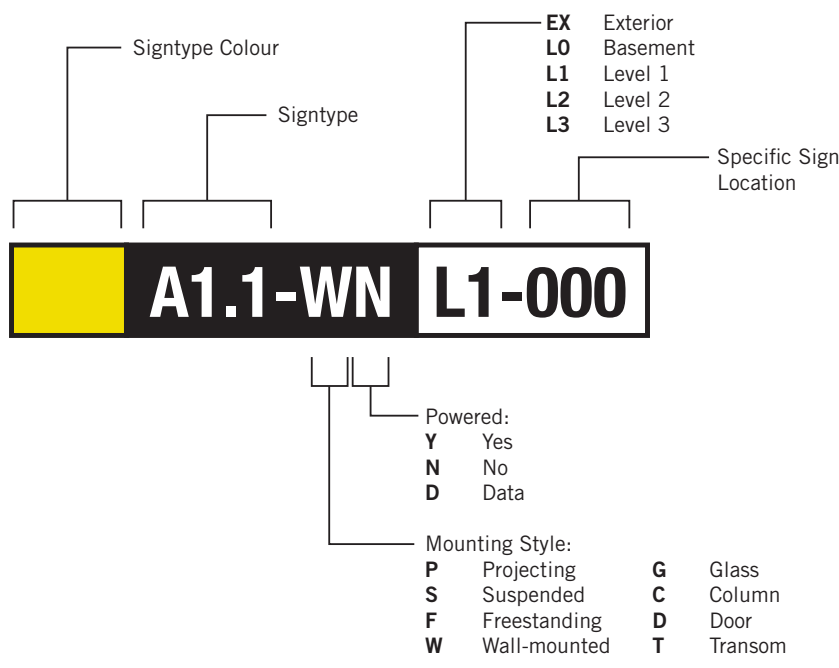 EX Exterior
L0 Basement
L1 Level 1
L2 Level 2
L3 Level 3
Signtype Colour
Signtype
Specific Sign
Location
A1.1-WN L1-000
Powered:
Y Yes
N No
D Data
Mounting Style:
P Projecting G Glass
S Suspended C Column
F Freestanding D Door
W Wall-mounted T Transom